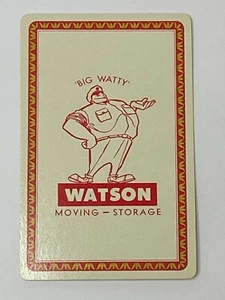 'BIG WATTY'
WATSON
MOVING — STORAGE